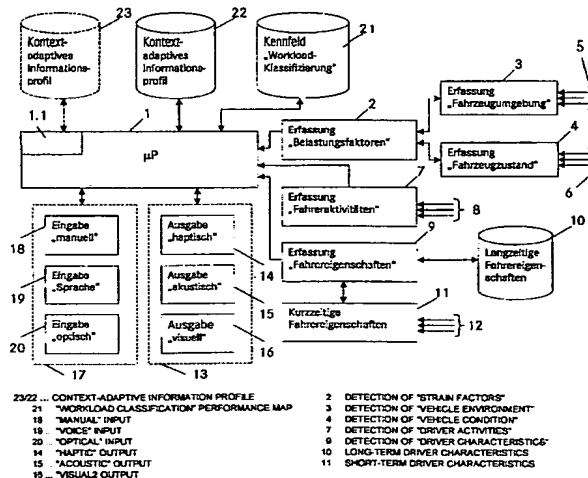 23
22
21
Kontext-
adaptives
Informations-
profil
Kontext-
adaptives
Informations-
profil
Kennfeld
„Workload-
Klassifizierung"
1.1
1
µP
2
Erfassung
„Belastungsfaktoren"
3
Erfassung
„Fahrzeugumgebung"
5
4
Erfassung
„Fahrzeugzustand"
6
7
Erfassung
„Fahreraktivitäten"
8
9
Erfassung
„Fahrereigenschaften"
10
Langzeitige
Fahrereigen-
schaften
11
Kurzzeitige
Fahrereigenschaften
12
18
Eingabe
„manuell"
19
Eingabe
„Sprache"
20
Eingabe
„optisch"
17
Ausgabe
„haptisch"
14
Ausgabe
„akustisch"
15
Ausgabe
„visuell"
16
13
23/22 ... CONTEXT-ADAPTIVE INFORMATION PROFILE
21 "WORKLOAD CLASSIFICATION" PERFORMANCE MAP
18 "MANUAL" INPUT
19 ... "VOICE" INPUT
20 ... "OPTICAL" INPUT
14 "HAPTIC" OUTPUT
15 ... "ACOUSTIC" OUTPUT
16 ... "VISUAL2 OUTPUT
2 DETECTION OF "STRAIN FACTORS"
3 DETECTION OF "VEHICLE ENVIRONMENT"
4 DETECTION OF "VEHICLE CONDITION"
7 DETECTION OF "DRIVER ACTIVITIES"
9 DETECTION OF "DRIVER CHARACTERISTICS"
10 LONG-TERM DRIVER CHARACTERISTICS
11 SHORT-TERM DRIVER CHARACTERISTICS